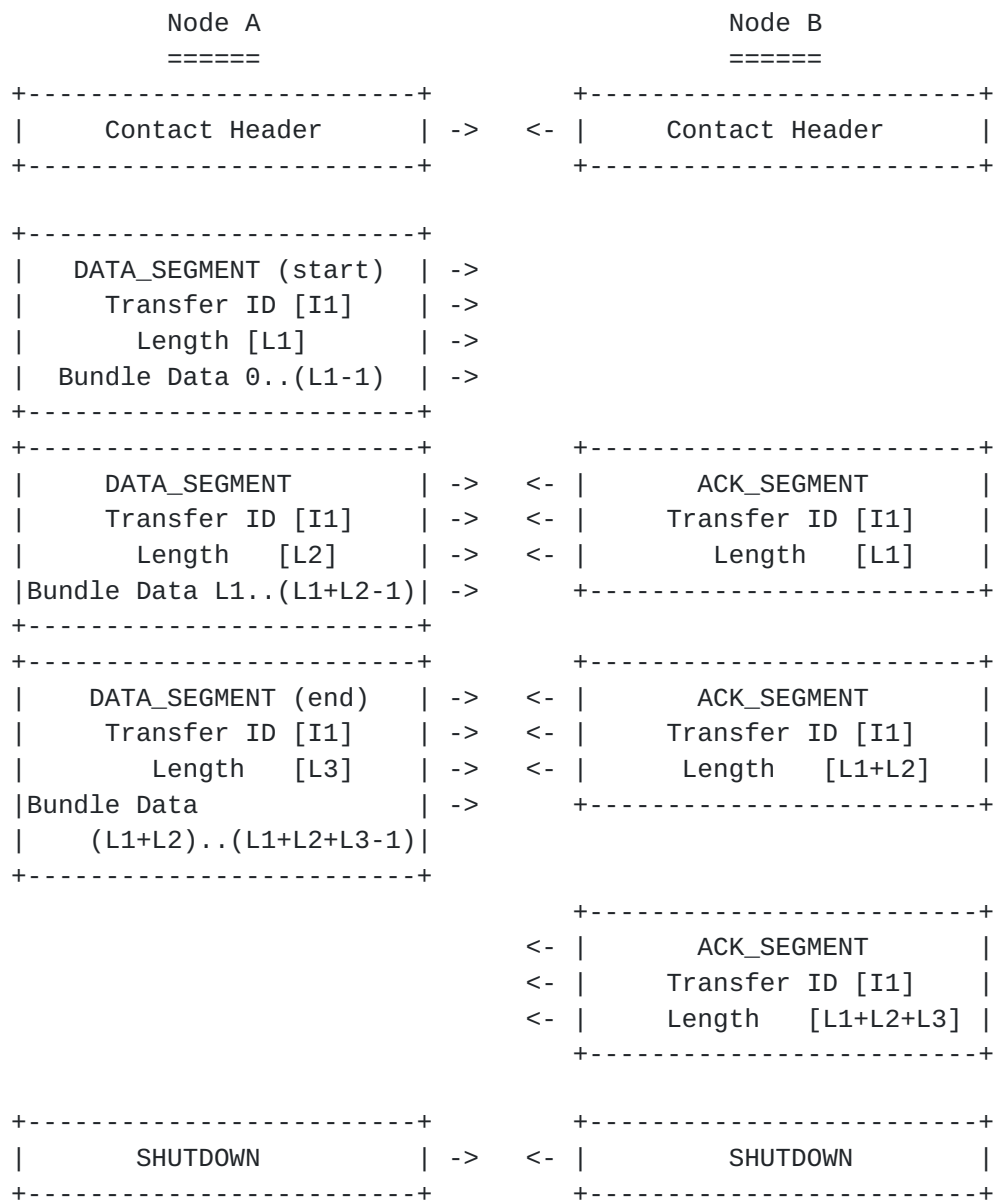 Node A                              Node B
          ======                              ======
+-------------------------+         +-------------------------+
|     Contact Header      | ->   <- |     Contact Header      |
+-------------------------+         +-------------------------+

+-------------------------+
|   DATA_SEGMENT (start)  | ->
|     Transfer ID [I1]    | ->
|       Length [L1]       | ->
|  Bundle Data 0..(L1-1)  | ->
+-------------------------+
+-------------------------+         +-------------------------+
|     DATA_SEGMENT        | ->   <- |       ACK_SEGMENT       |
|     Transfer ID [I1]    | ->   <- |     Transfer ID [I1]    |
|       Length   [L2]     | ->   <- |        Length   [L1]    |
|Bundle Data L1..(L1+L2-1)| ->      +-------------------------+
+-------------------------+
+-------------------------+         +-------------------------+
|    DATA_SEGMENT (end)   | ->   <- |       ACK_SEGMENT       |
|     Transfer ID [I1]    | ->   <- |     Transfer ID [I1]    |
|        Length   [L3]    | ->   <- |      Length   [L1+L2]   |
|Bundle Data              | ->      +-------------------------+
|    (L1+L2)..(L1+L2+L3-1)|
+-------------------------+
                                    +-------------------------+
                                 <- |       ACK_SEGMENT       |
                                 <- |     Transfer ID [I1]    |
                                 <- |     Length   [L1+L2+L3] |
                                    +-------------------------+

+-------------------------+         +-------------------------+
|       SHUTDOWN          | ->   <- |         SHUTDOWN        |
+-------------------------+         +-------------------------+